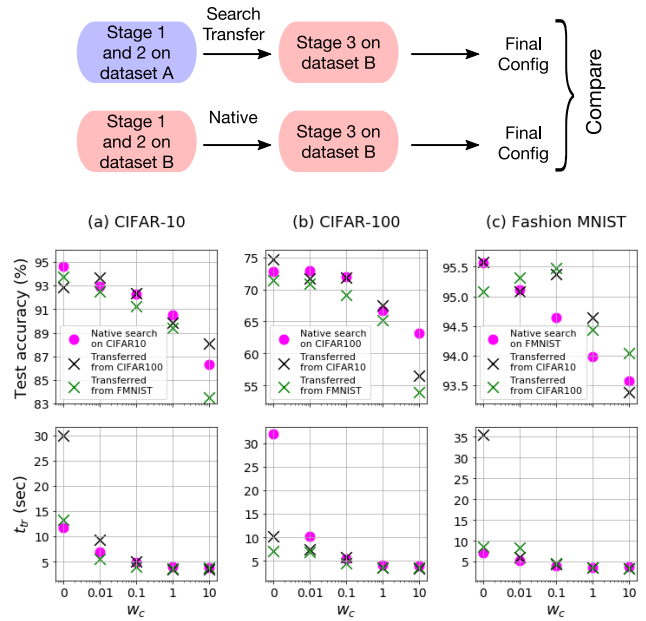 Stage 1
and 2 on
dataset A
Search
Transfer
Stage 3 on
dataset B
Final
Config
Stage 1
and 2 on
dataset B
Native
Stage 3 on
dataset B
Final
Config
Compare
(a) CIFAR-10
(b) CIFAR-100
(c) Fashion MNIST
Test accuracy (%)
95
93
91
89
87
85
83
Native search
on CIFAR10
Transferred
from CIFAR100
Transferred
from FMNIST
75
70
65
60
55
Native search
on CIFAR100
Transferred
from CIFAR10
Transferred
from FMNIST
95.5
95.0
94.5
94.0
93.5
Native search
on FMNIST
Transferred
from CIFAR10
Transferred
from CIFAR100
t_tr (sec)
30
25
20
15
10
5
0 0.01 0.1 1 10
w_c
30
25
20
15
10
5
0 0.01 0.1 1 10
w_c
35
30
25
20
15
10
5
0 0.01 0.1 1 10
w_c